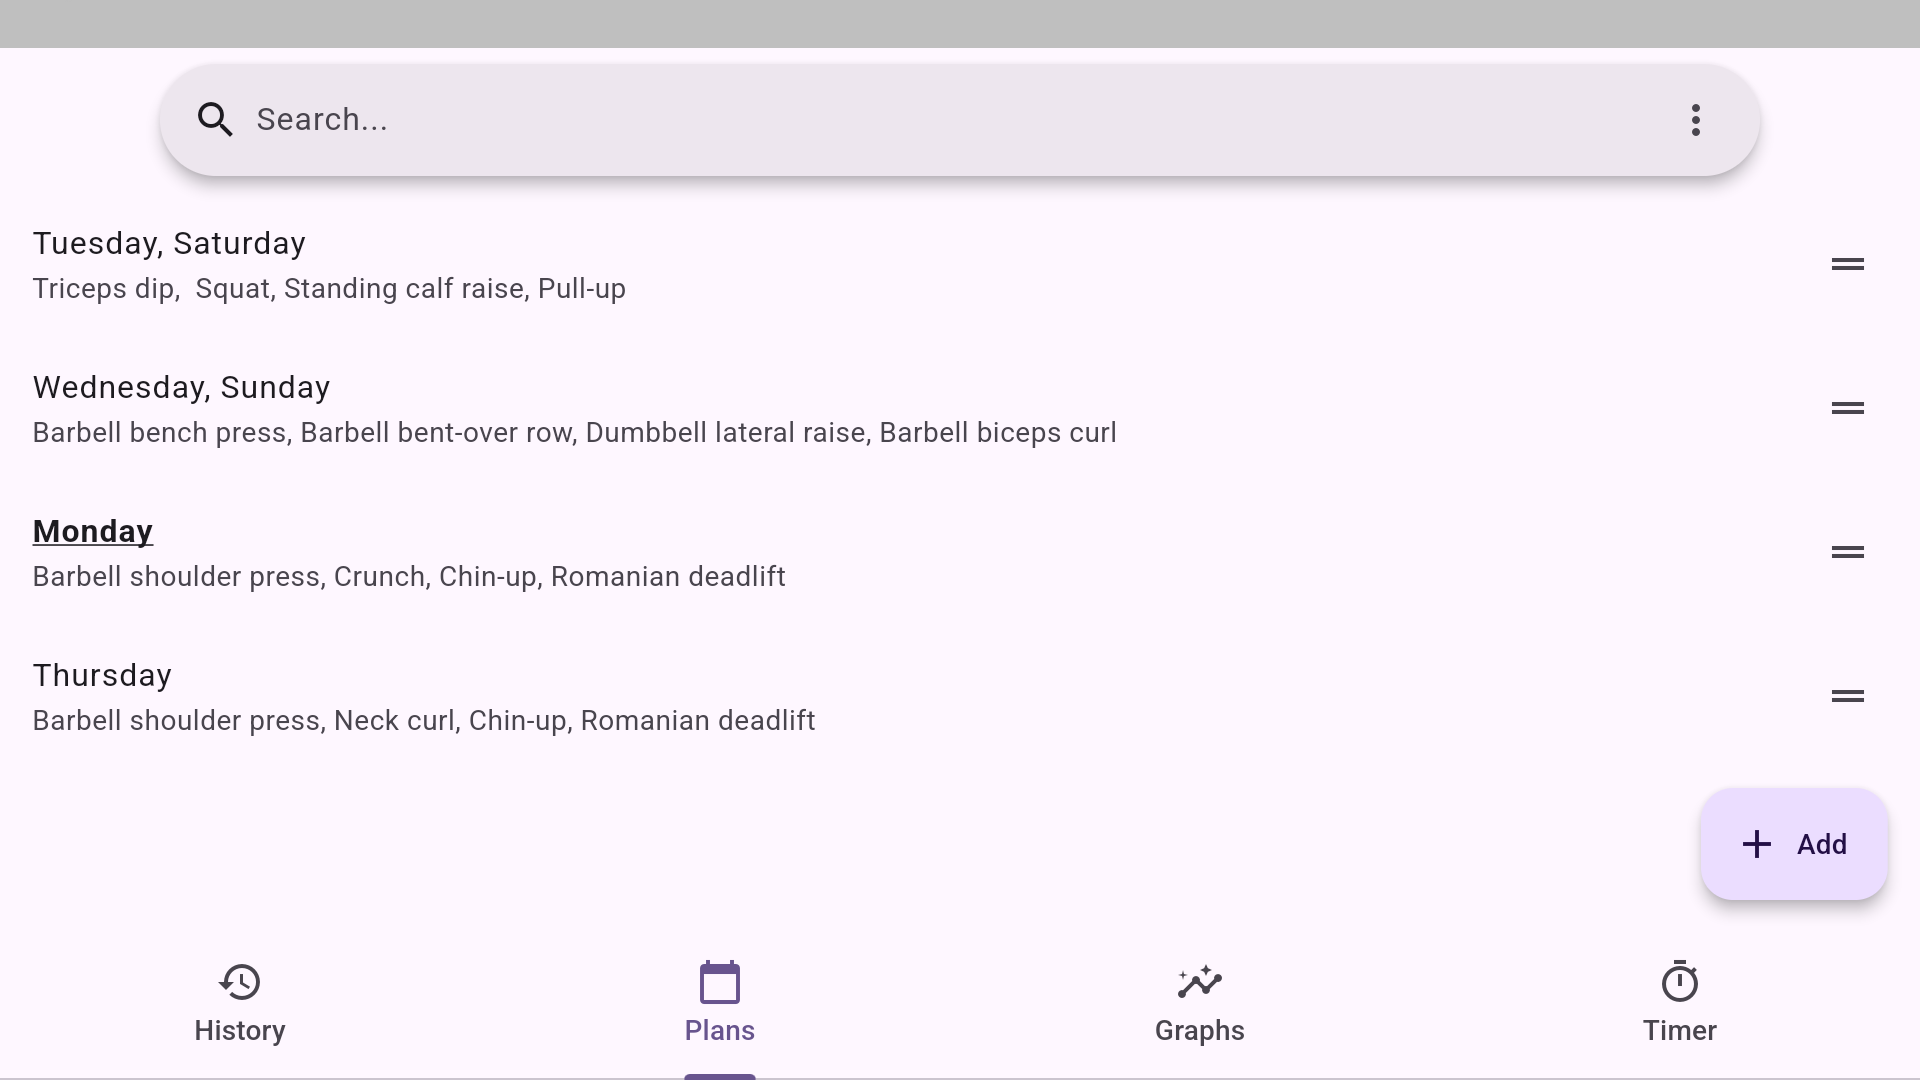 Search...
Tuesday, Saturday
Triceps dip,  Squat, Standing calf raise, Pull-up
Wednesday, Sunday
Barbell bench press, Barbell bent-over row, Dumbbell lateral raise, Barbell biceps curl
Monday
Barbell shoulder press, Crunch, Chin-up, Romanian deadlift
Thursday
Barbell shoulder press, Neck curl, Chin-up, Romanian deadlift
Add
History
Plans
Graphs
Timer